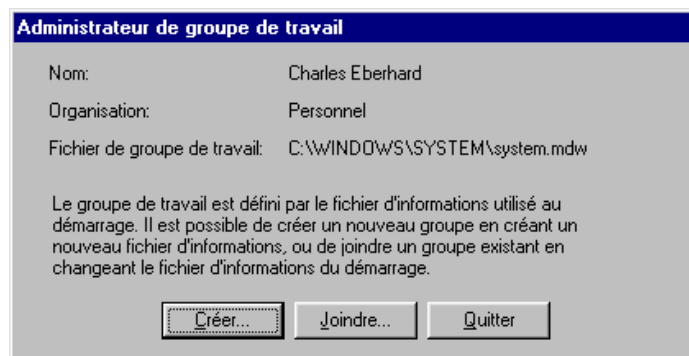 Administrateur de groupe de travail
Nom: Charles Eberhard
Organisation: Personnel
Fichier de groupe de travail: C:\WINDOWS\SYSTEM\system.mdw
Le groupe de travail est défini par le fichier d'informations utilisé au
démarrage. Il est possible de créer un nouveau groupe en créant un
nouveau fichier d'informations, ou de joindre un groupe existant en
changeant le fichier d'informations du démarrage.
Créer... Joindre... Quitter